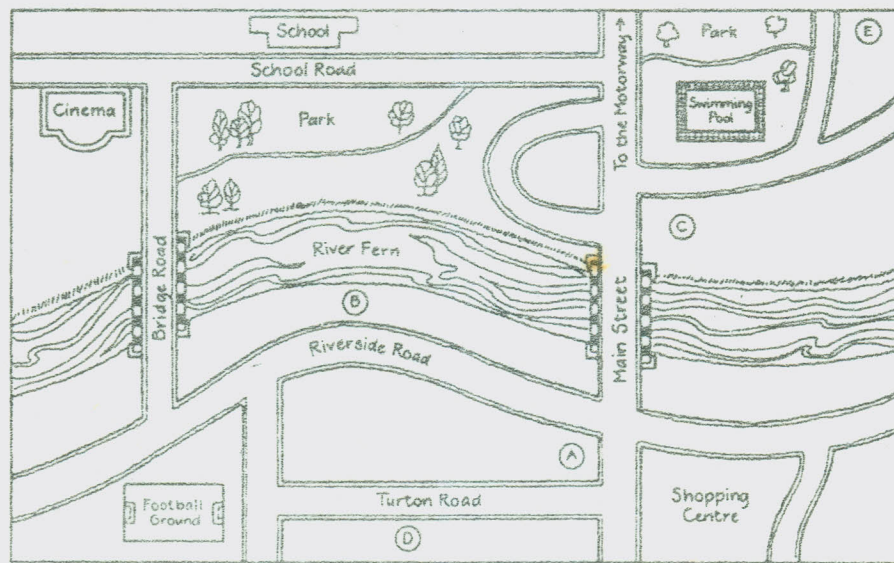 School
To the Motorway →
Park
E
School Road
Cinema
Park
Swimming
Pool
C
River Fern
Bridge Road
B
Main Street
Riverside Road
A
Football
Ground
Turton Road
Shopping
Centre
D